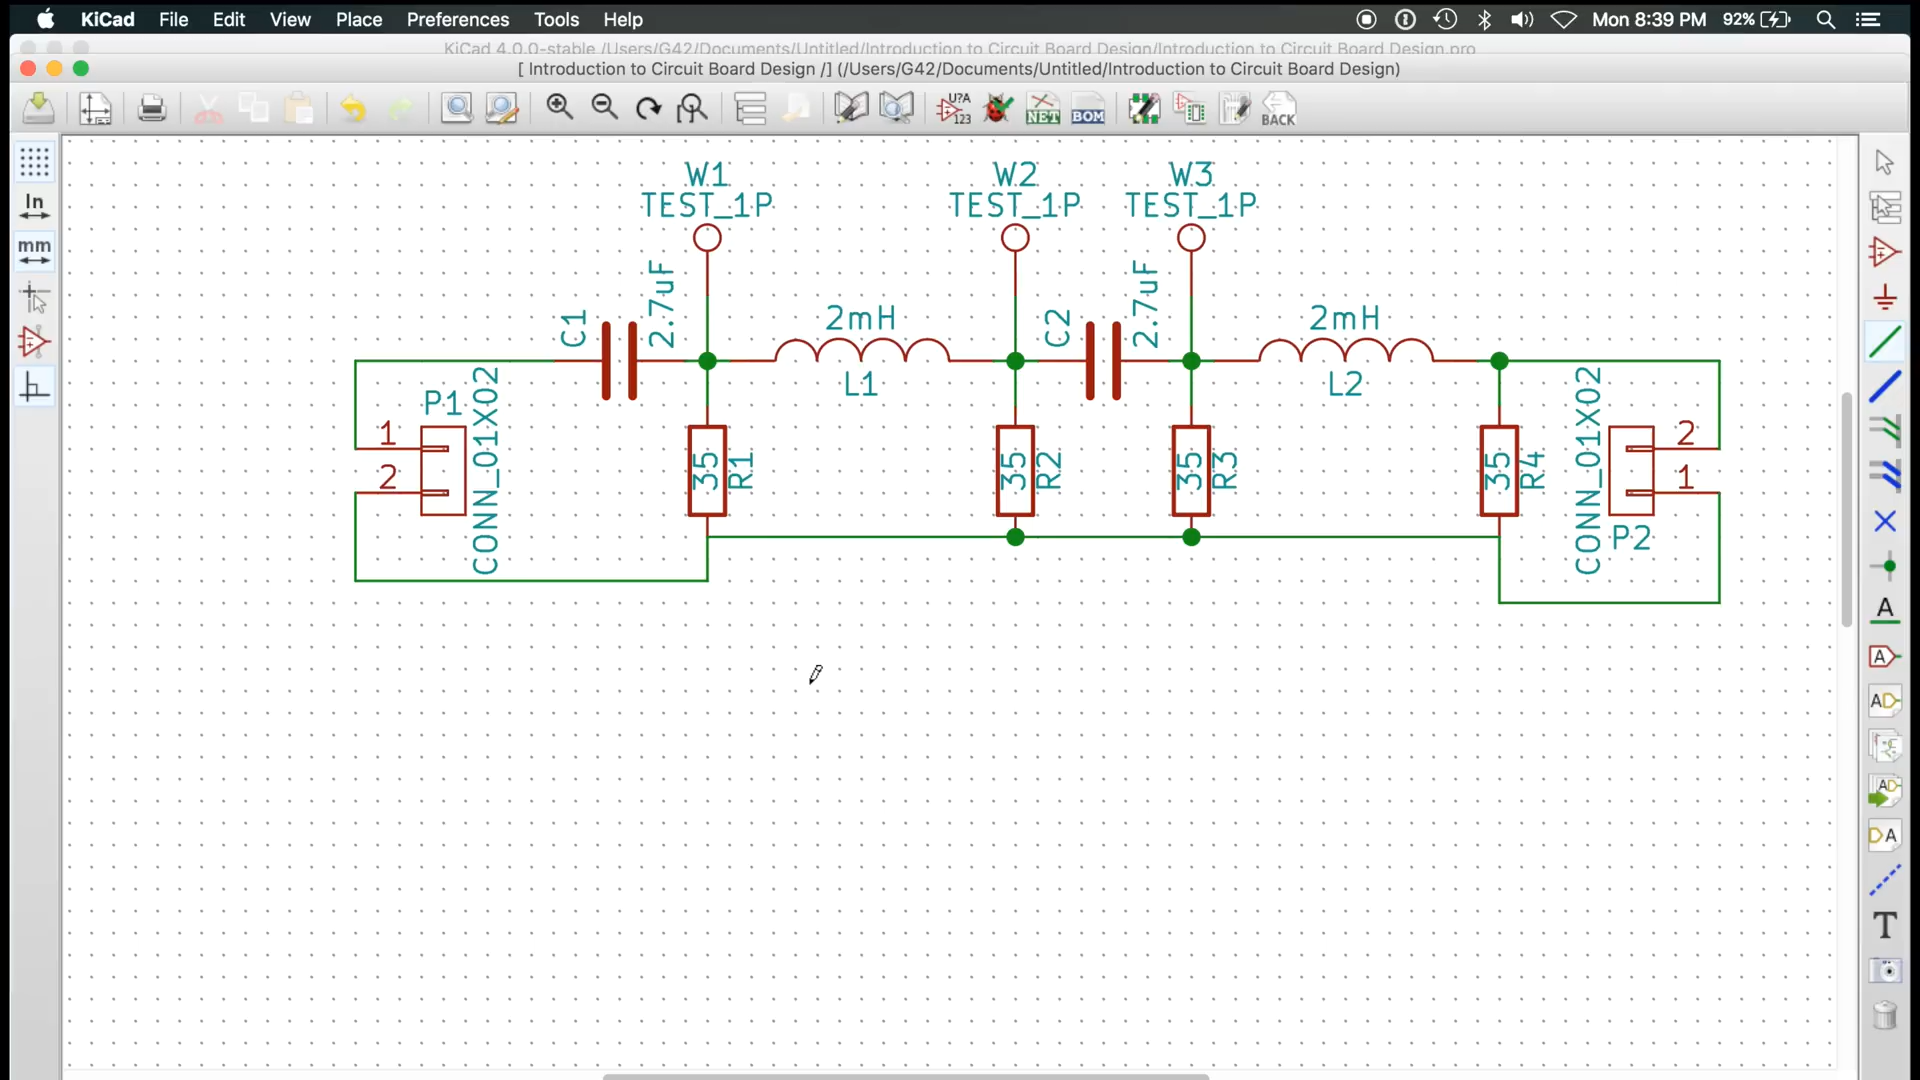 KiCad File Edit View Place Preferences Tools Help Mon 8:39 PM 92%
KiCad 4.0.0-stable /Users/G42/Documents/Untitled/Introduction to Circuit Board Design/Introduction to Circuit Board Design.pro
[ Introduction to Circuit Board Design /] (/Users/G42/Documents/Untitled/Introduction to Circuit Board Design)
U?A
123
NET
BOM
BACK
In
mm
W1
TEST_1P
W2
TEST_1P
W3
TEST_1P
C1
2.7uF
2mH
L1
C2
2.7uF
2mH
L2
P1
1
2
CONN_01X02
35
R1
35
R2
35
R3
35
R4
CONN_01X02
2
1
P2
A
A
AD
AD
DA
T